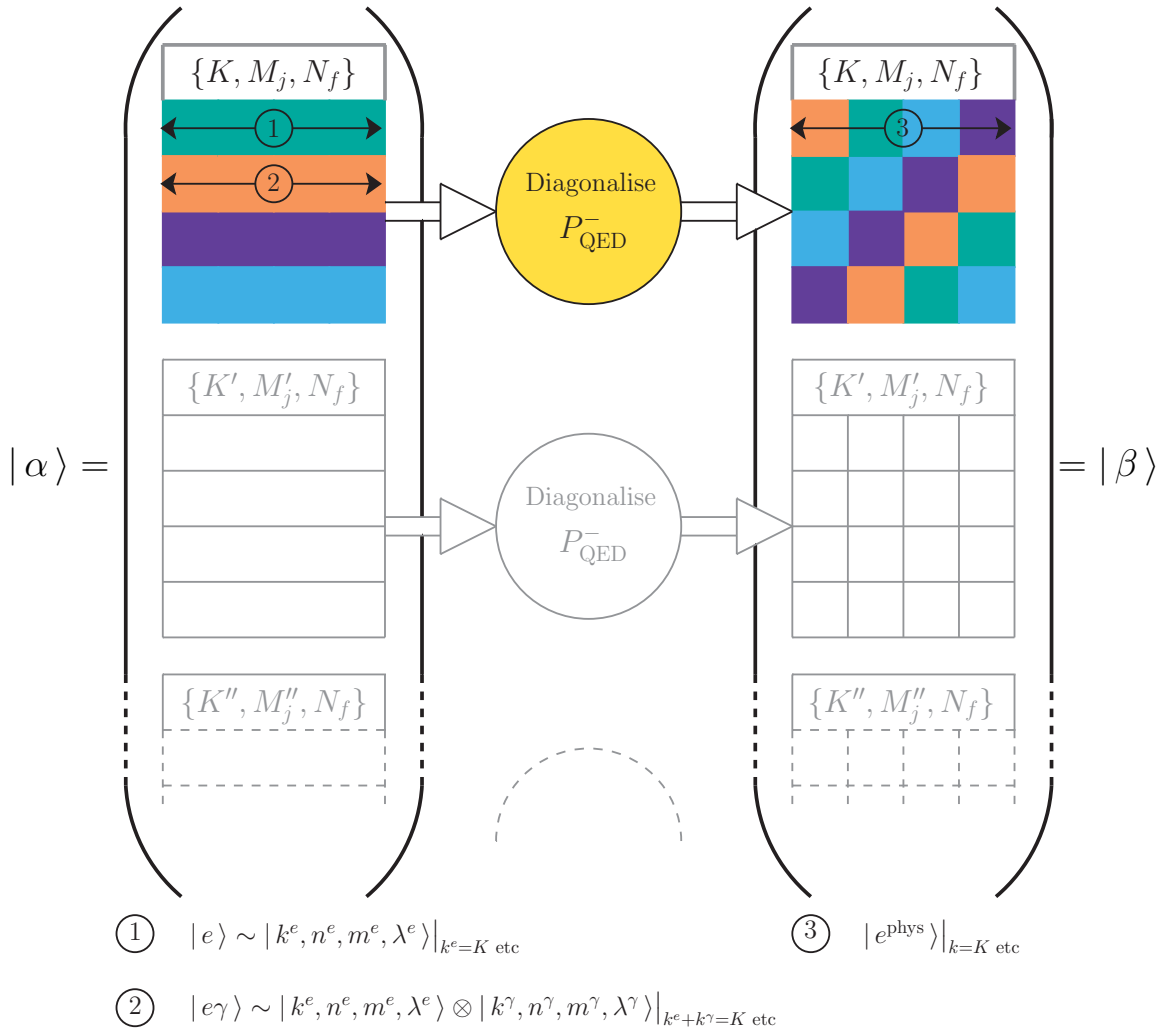 {K, M_j, N_f} {K, M_j, N_f}
1 3
2 Diagonalise
P^-_QED
{K′, M′_j, N_f} {K′, M′_j, N_f}
| α ⟩ = Diagonalise = | β ⟩
P^-_QED
{K″, M″_j, N_f} {K″, M″_j, N_f}
1 | e ⟩ ∼ | k^e, n^e, m^e, λ^e ⟩|_{k^e=K etc} 3 | e^phys ⟩|_{k=K etc}
2 | eγ ⟩ ∼ | k^e, n^e, m^e, λ^e ⟩ ⊗ | k^γ, n^γ, m^γ, λ^γ ⟩|_{k^e+k^γ=K etc}